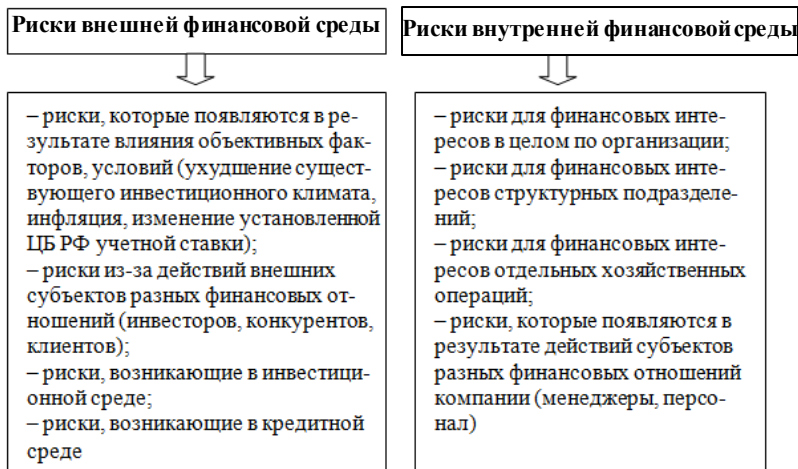 Риски внешней финансовой среды
– риски, которые появляются в ре-
зультате влияния объективных фак-
торов, условий (ухудшение сущест-
вующего инвестиционного климата,
инфляция, изменение установленной
ЦБ РФ учетной ставки);
– риски из-за действий внешних
субъектов разных финансовых от-
ношений (инвесторов, конкурентов,
клиентов);
– риски, возникающие в инвестици-
онной среде;
– риски, возникающие в кредитной
среде
Риски внутренней финансовой среды
– риски для финансовых инте-
ресов в целом по организации;
– риски для финансовых инте-
ресов структурных подразделе-
ний;
– риски для финансовых инте-
ресов отдельных хозяйственных
операций;
– риски, которые появляются в
результате действий субъектов
разных финансовых отношений
компании (менеджеры, персо-
нал)